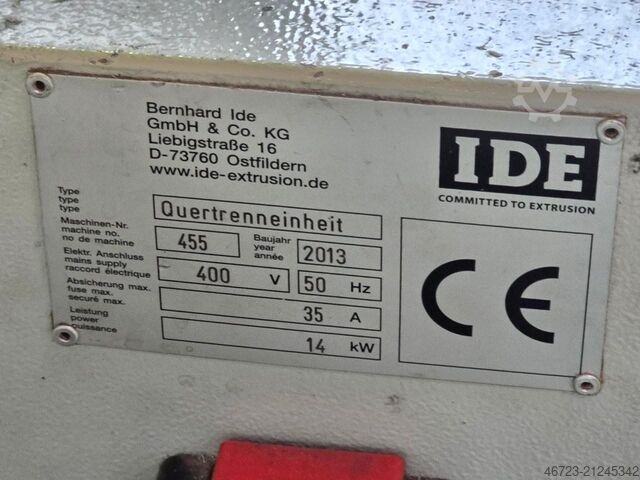 Bernhard Ide
GmbH & Co. KG
Liebigstraße 16
D-73760 Ostfildern
www.ide-extrusion.de
IDE
COMMITTED TO EXTRUSION
Type
type
type
Quertrenneinheit
Maschinen-Nr.
machine no.
no de machine
455
Baujahr
year
année
2013
Elektr. Anschluss
mains supply
raccord électrique
400 V
50 Hz
Absicherung max.
fuse max.
securé max.
35 A
Leistung
power
puissance
14 kW
CE
46723-21245342